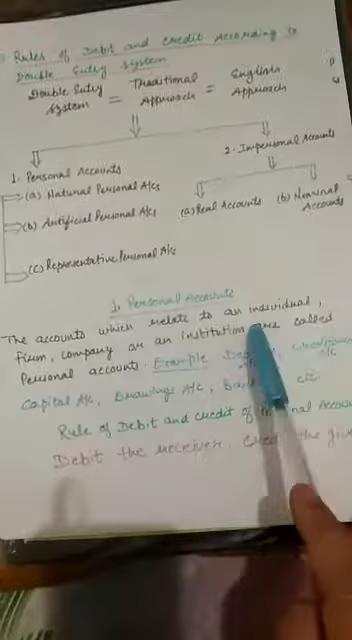 Rules of Debit and credit According to
Double Entry System
Double Entry System = Traditional Approach = English Approach
1. Personal Accounts
2. Impersonal Accounts
(a) Natural Personal A/cs
(b) Artificial Personal A/cs
(c) Representative Personal A/c
(a) Real Accounts
(b) Nominal Accounts
1. Personal Accounts
The accounts which relate to an individual,
firm, company or an institution are called
Personal accounts. Example
Capital A/c, Drawings A/c,
Rule of Debit and credit of
Debit the receiver. the